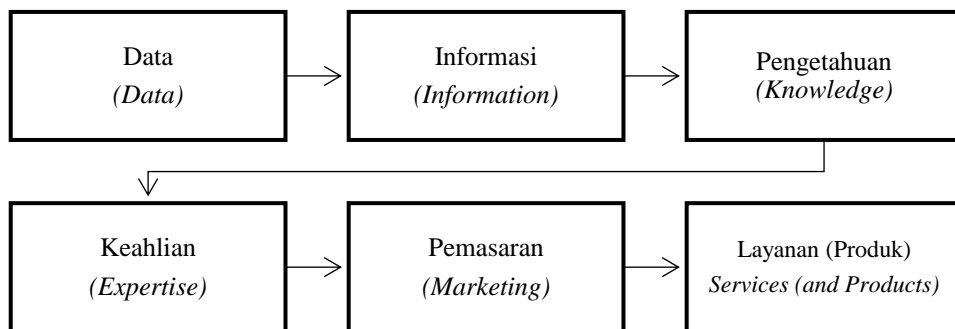 Data
(Data)
Informasi
(Information)
Pengetahuan
(Knowledge)
Keahlian
(Expertise)
Pemasaran
(Marketing)
Layanan (Produk)
Services (and Products)